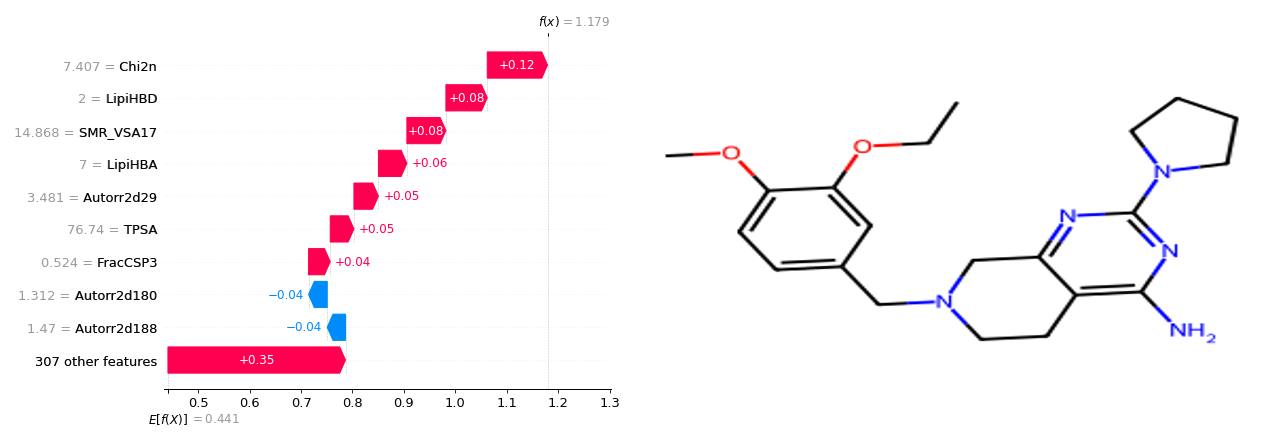 f(x) = 1.179
7.407 = Chi2n
+0.12
2 = LipiHBD
+0.08
14.868 = SMR_VSA17
+0.08
7 = LipiHBA
+0.06
3.481 = Autorr2d29
+0.05
76.74 = TPSA
+0.05
0.524 = FracCSP3
+0.04
1.312 = Autorr2d180
−0.04
1.47 = Autorr2d188
−0.04
307 other features
+0.35
0.5 0.6 0.7 0.8 0.9 1.0 1.1 1.2 1.3
E[f(X)] = 0.441
O
O
N
N
N
N
NH2